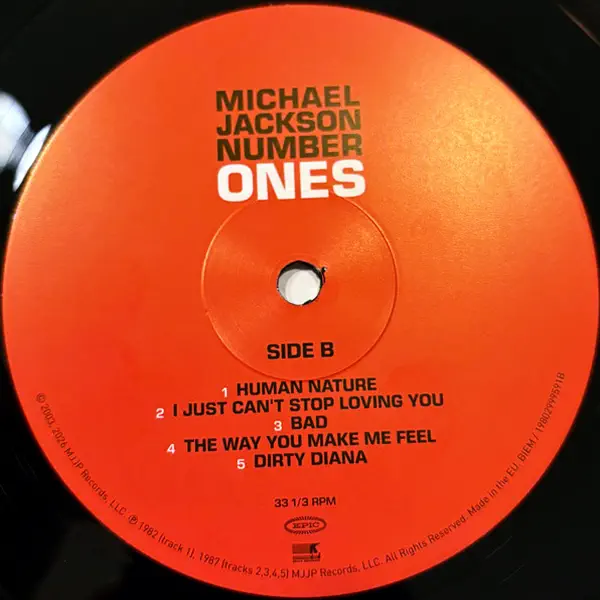 MICHAEL
JACKSON
NUMBER
ONES
SIDE B
1 HUMAN NATURE
2 I JUST CAN'T STOP LOVING YOU
3 BAD
4 THE WAY YOU MAKE ME FEEL
5 DIRTY DIANA
33 1/3 RPM
EPIC
© 2003, 2026 MJJP Records, LLC. ℗ 1982 (track 1), 1987 (tracks 2,3,4,5) MJJP Records, LLC. All Rights Reserved. Made in the EU. BIEM / 19802999591B